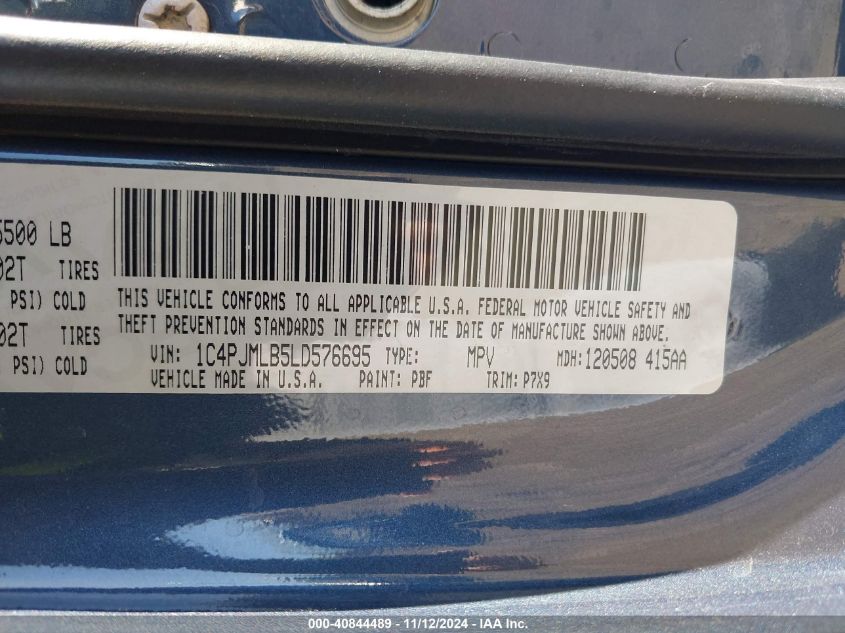 5500 LB
02T TIRES
PSI) COLD
02T TIRES
PSI) COLD
THIS VEHICLE CONFORMS TO ALL APPLICABLE U.S.A. FEDERAL MOTOR VEHICLE SAFETY AND
THEFT PREVENTION STANDARDS IN EFFECT ON THE DATE OF MANUFACTURE SHOWN ABOVE.
VIN: 1C4PJMLB5LD576695 TYPE: MPV MDH:120508 415AA
VEHICLE MADE IN U.S.A. PAINT: PBF TRIM: P7X9
000-40844489 - 11/12/2024 - 1575827526